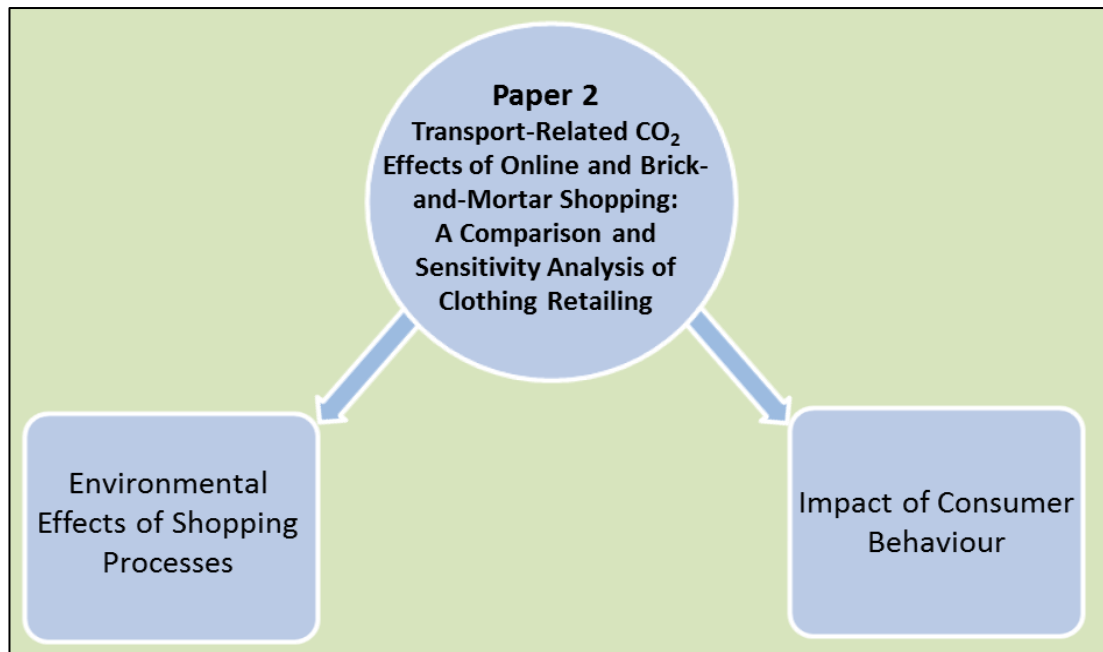 Paper 2
Transport-Related CO₂
Effects of Online and Brick-
and-Mortar Shopping:
A Comparison and
Sensitivity Analysis of
Clothing Retailing
Environmental
Effects of Shopping
Processes
Impact of Consumer
Behaviour